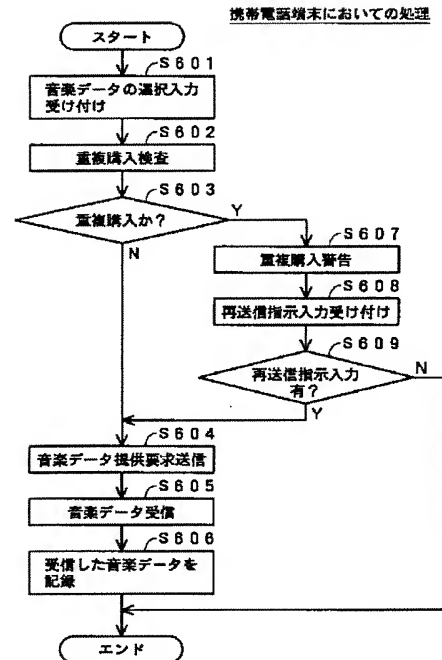 携帯電話端末においての処理
スタート
S601
音楽データの選択入力
受け付け
S602
重複購入検査
S603
重複購入か？
Y
N
S607
重複購入警告
S608
再送信指示入力受け付け
S609
再送信指示入力
有？
N
Y
S604
音楽データ提供要求送信
S605
音楽データ受信
S606
受信した音楽データを
記録
エンド